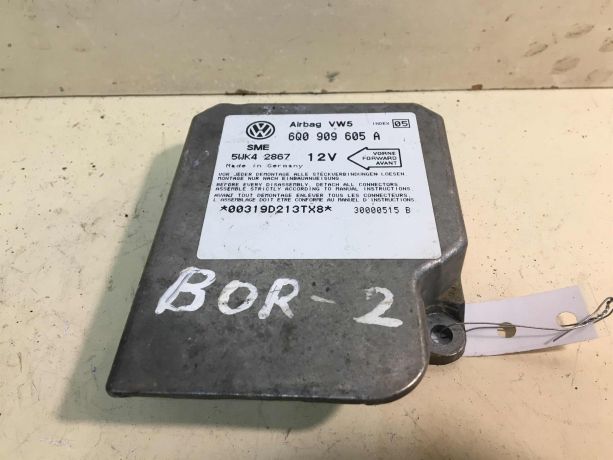 Airbag VW5 INDEX 05
6Q0 909 605 A
SME
5WK4 2867 12V
Made in Germany
VORNE
FORWARD
AVANT
VOR JEDER DEMONTAGE ALLE STECKVERBINDUNGEN LOESEN
MONTAGE NUR NACH EINBAUANWEISUNG
BEFORE EVERY DISASSEMBLY, DETACH ALL CONNECTORS
ASSEMBLE STRICTLY ACCORDING TO MANUAL INSTRUCTIONS
AVANT TOUT DEMONTAGE ENLEVER TOUS LES CONNECTEURS.
L'ASSEMBLAGE DOIT ETRE CONFORME AU MANUEL D'INSTRUCTIONS
*00319D213TX8* 30000515 B
BOR-2